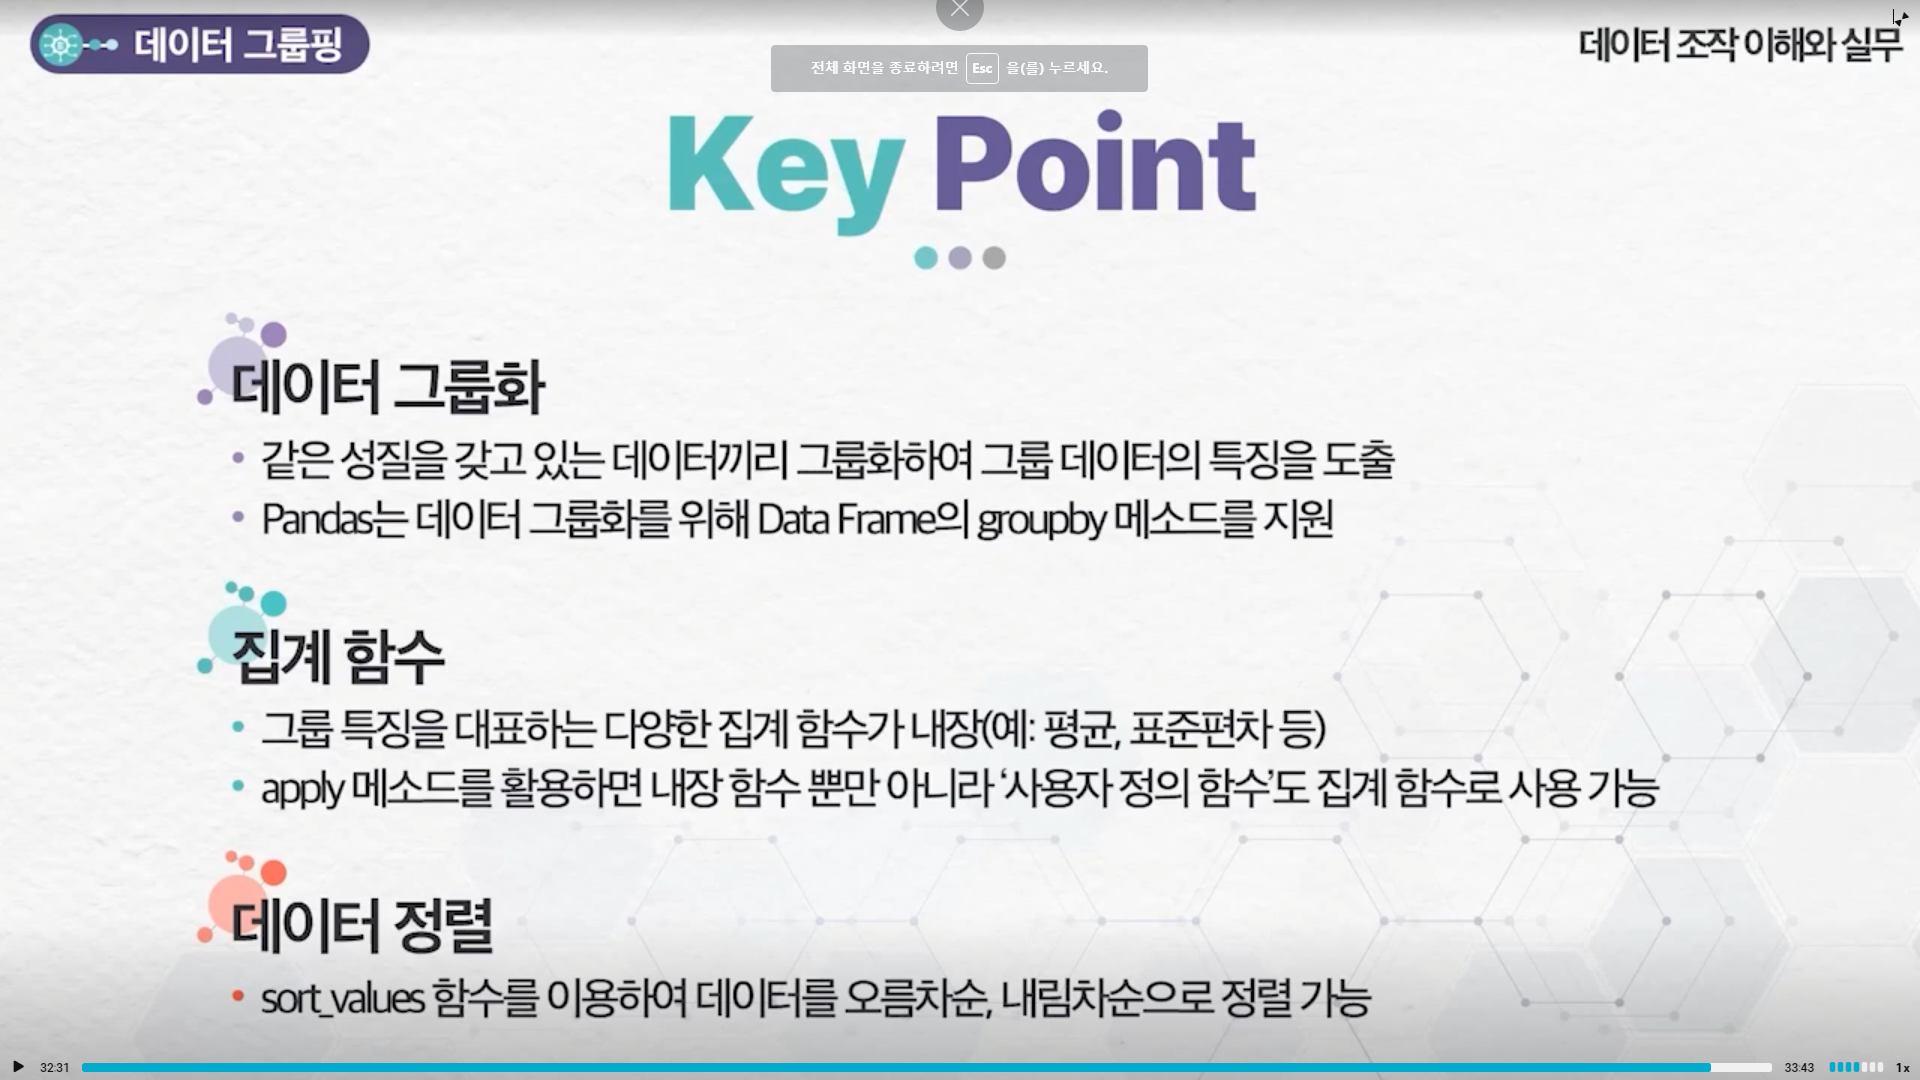 데이터 그룹핑
전체 화면을 종료하려면 Esc 을(를) 누르세요.
데이터 조작 이해와 실무
Key Point
데이터 그룹화
• 같은 성질을 갖고 있는 데이터끼리 그룹화하여 그룹 데이터의 특징을 도출
• Pandas는 데이터 그룹화를 위해 Data Frame의 groupby 메소드를 지원
집계 함수
• 그룹 특징을 대표하는 다양한 집계 함수가 내장(예: 평균, 표준편차 등)
• apply 메소드를 활용하면 내장 함수 뿐만 아니라 ‘사용자 정의 함수’도 집계 함수로 사용 가능
데이터 정렬
• sort_values 함수를 이용하여 데이터를 오름차순, 내림차순으로 정렬 가능
32:31 33:43 1x